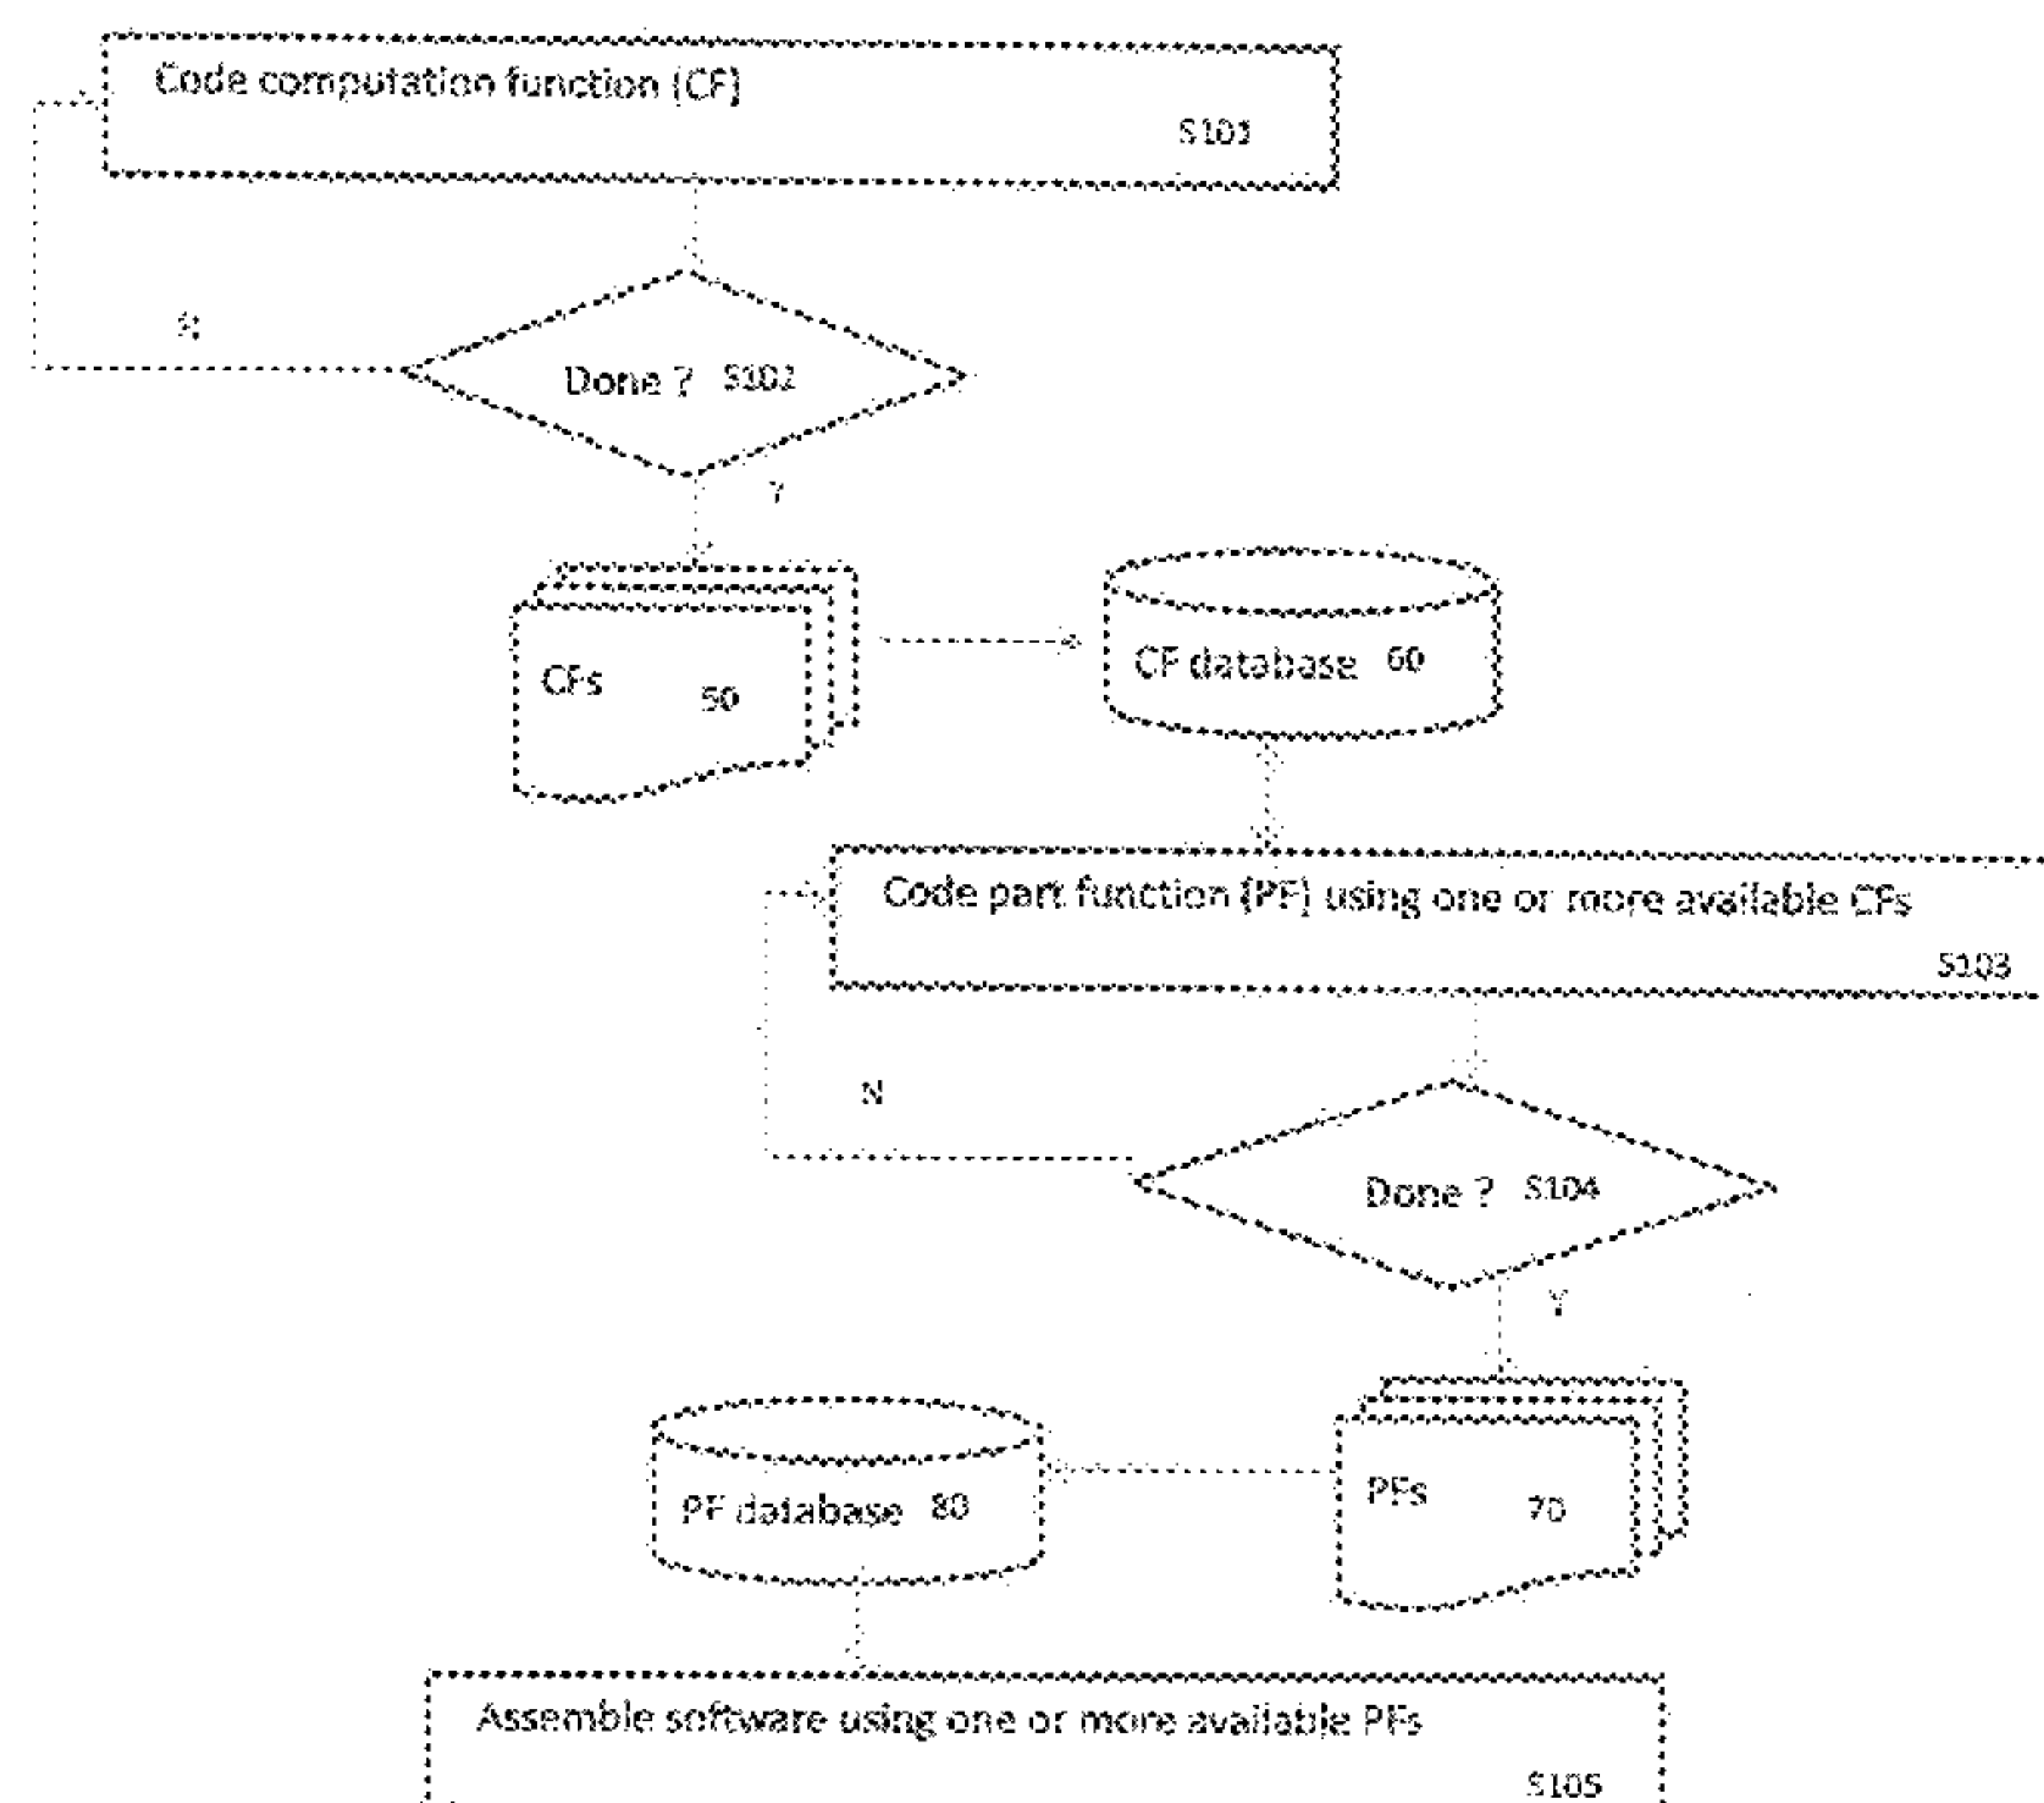 Code computation function (CF)
S101
N
Done ? S102
Y
CFs
50
CF database 60
Code part function (PF) using one or more available CFs
S103
N
Done ? S104
Y
PF database 80
PFs
70
Assemble software using one or more available PFs
S105